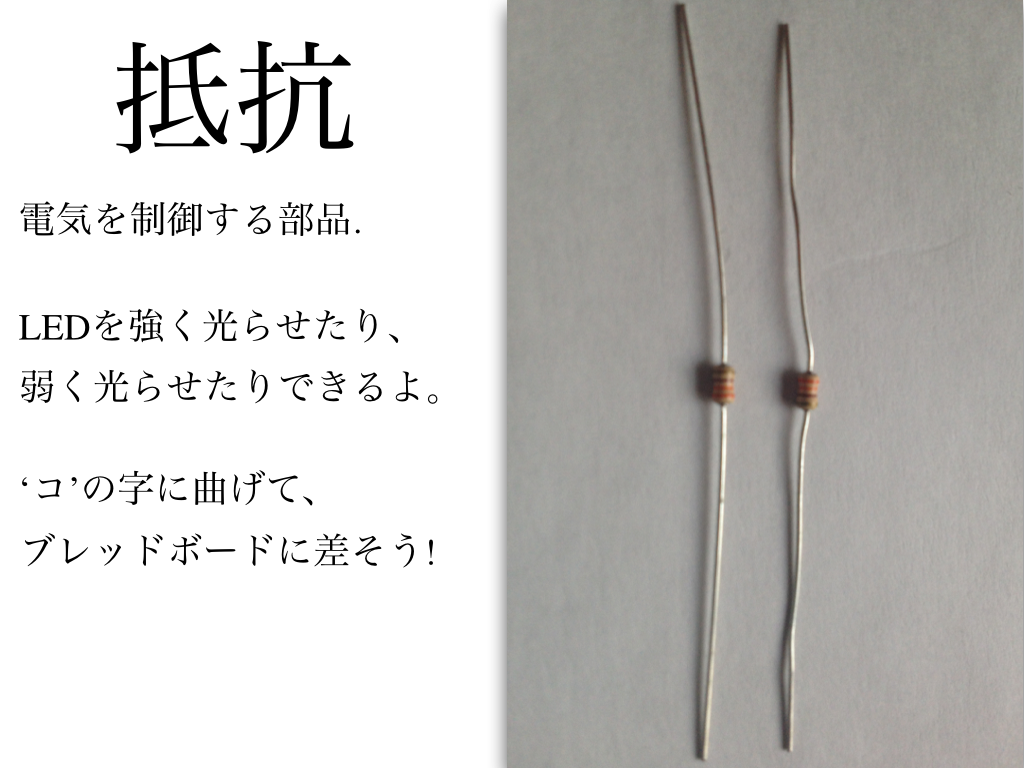 抵抗
電気を制御する部品.
LEDを強く光らせたり、
弱く光らせたりできるよ。
‘コ’の字に曲げて、
ブレッドボードに差そう!